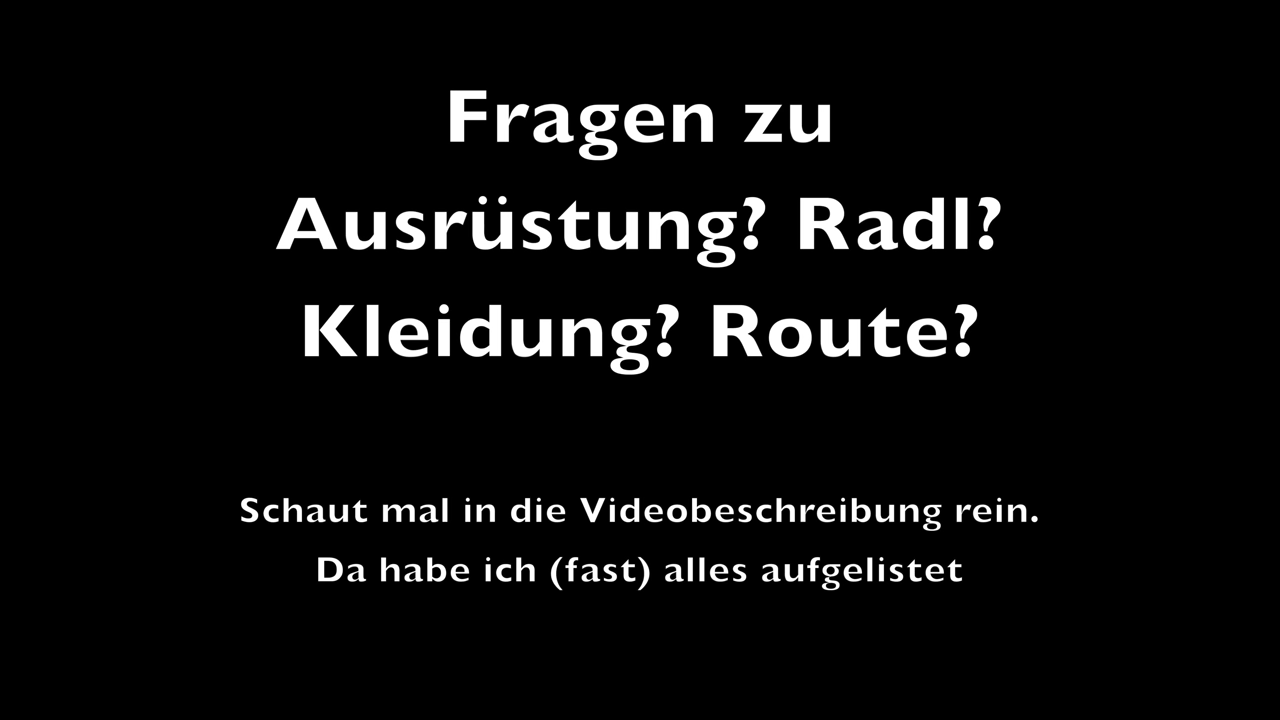 Fragen zu
Ausrüstung? Radl?
Kleidung? Route?
Schaut mal in die Videobeschreibung rein.
Da habe ich (fast) alles aufgelistet